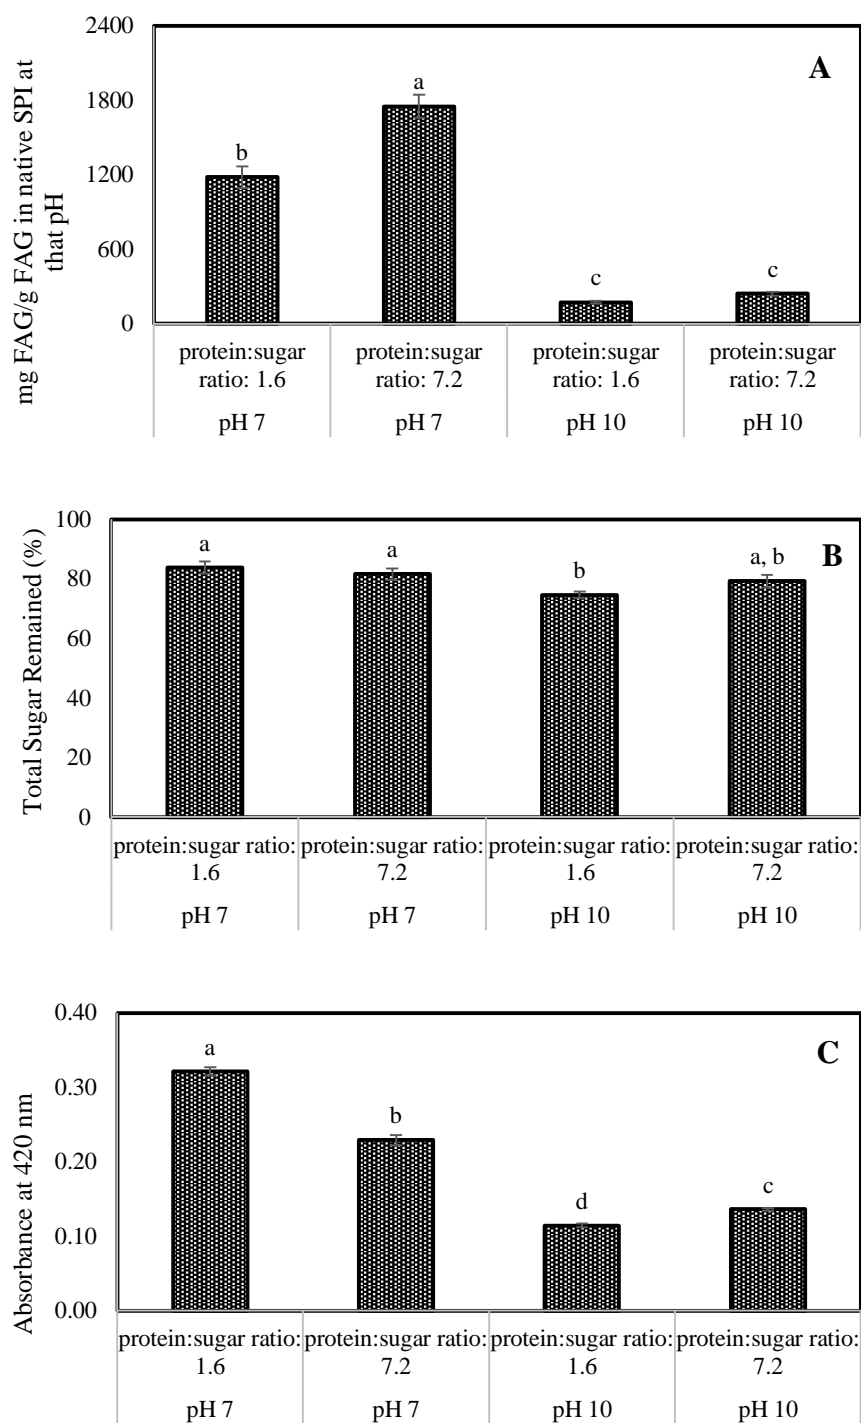 mg FAG/g FAG in native SPI at
that pH
2400
1800
1200
600
0
A
b
a
c
c
protein:sugar protein:sugar protein:sugar protein:sugar
ratio: 1.6 ratio: 7.2 ratio: 1.6 ratio: 7.2
pH 7 pH 7 pH 10 pH 10
Total Sugar Remained (%)
100
80
60
40
20
0
B
a
a
b
a, b
protein:sugar ratio: protein:sugar ratio: protein:sugar ratio: protein:sugar ratio:
1.6 7.2 1.6 7.2
pH 7 pH 7 pH 10 pH 10
Absorbance at 420 nm
0.40
0.30
0.20
0.10
0.00
C
a
b
d
c
protein:sugar ratio: protein:sugar ratio: protein:sugar ratio: protein:sugar ratio:
1.6 7.2 1.6 7.2
pH 7 pH 7 pH 10 pH 10